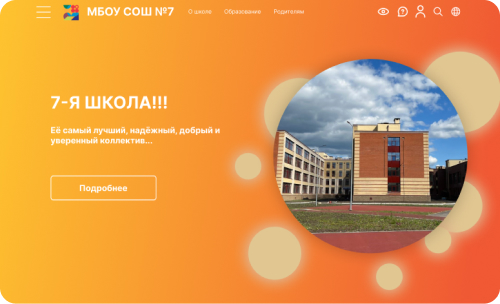 МБОУ СОШ №7
О школе
Образование
Родителям
7-Я ШКОЛА!!!
Её самый лучший, надёжный, добрый и
уверенный коллектив...
Подробнее